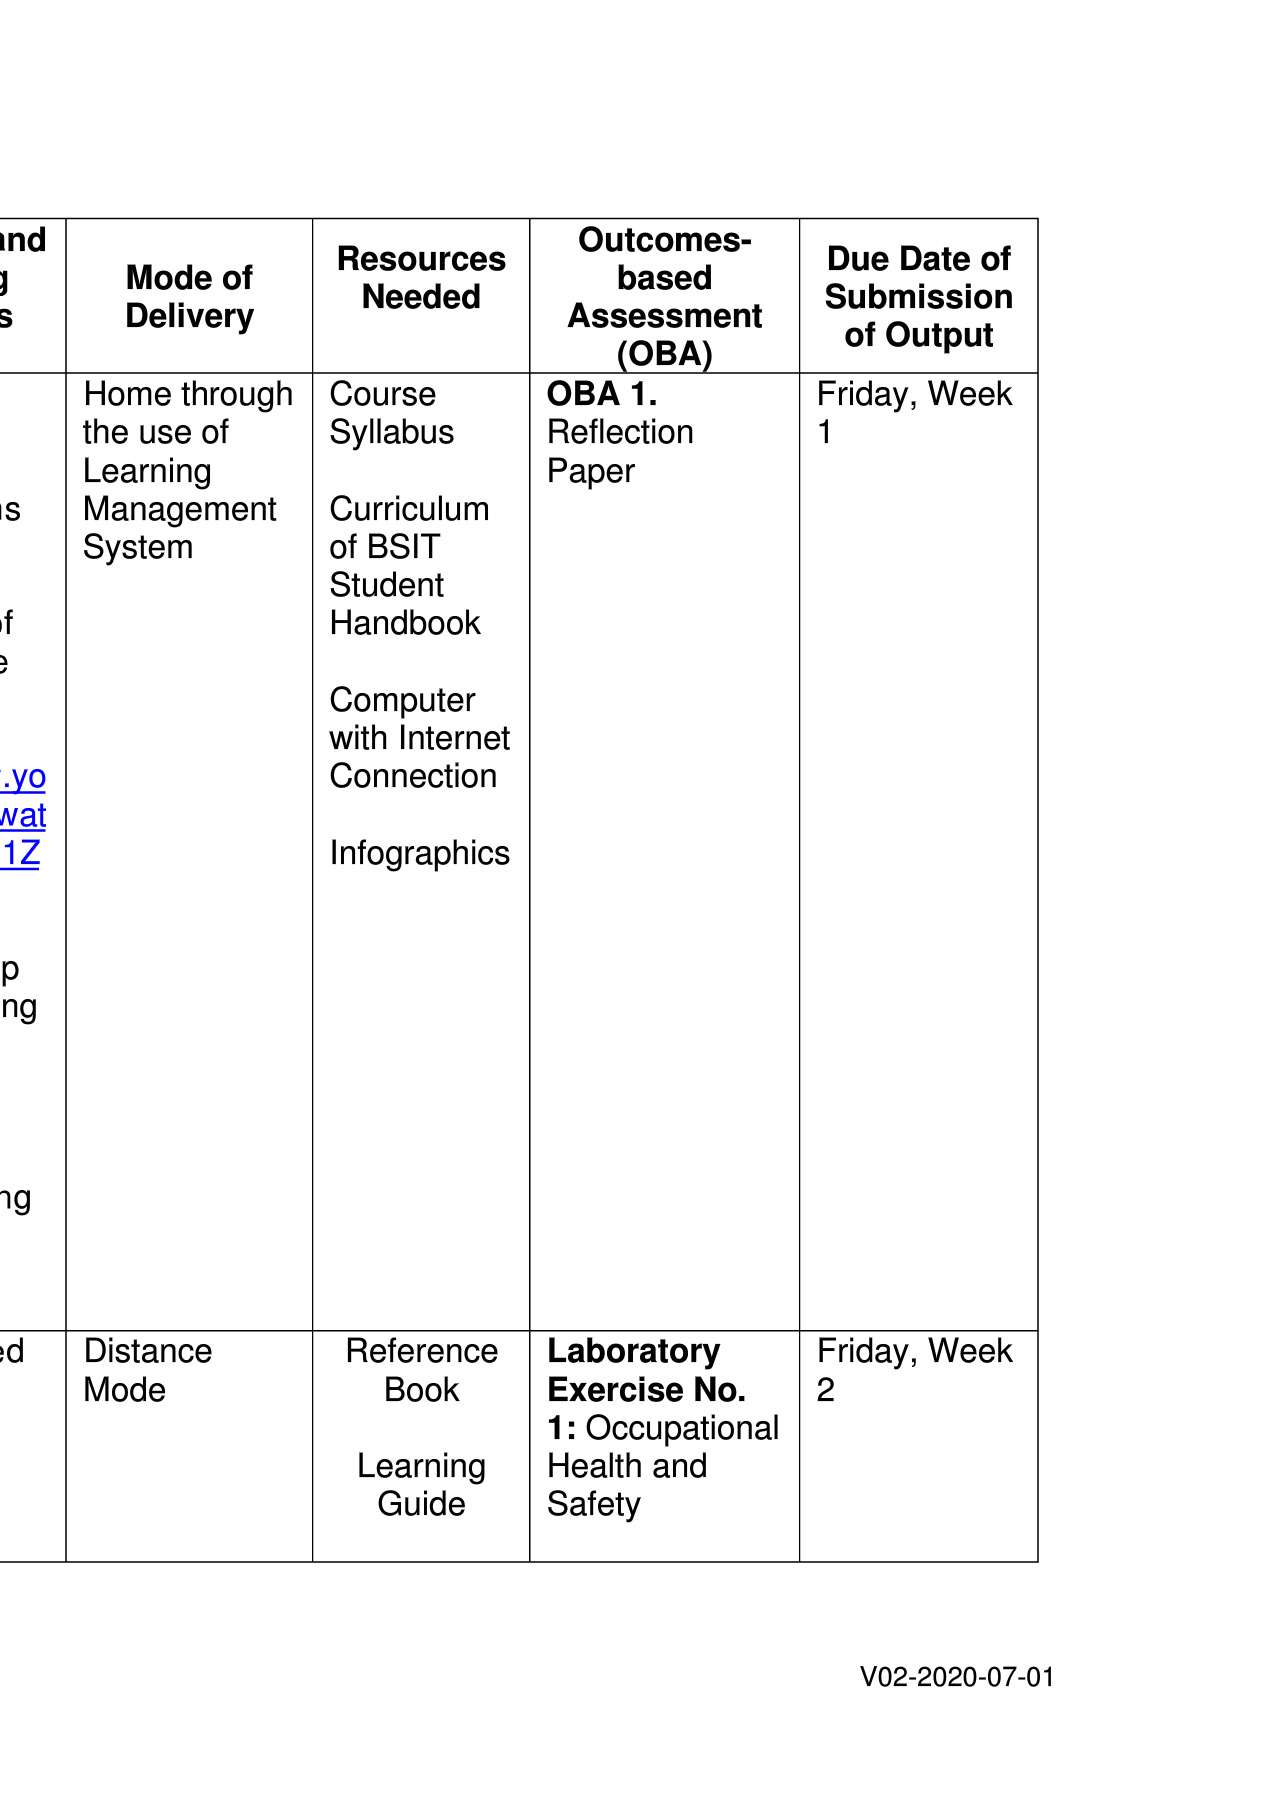 and
g
s
Mode of
Delivery
Resources
Needed
Outcomes-
based
Assessment
(OBA)
Due Date of
Submission
of Output
ns
of
e
.yo
wat
1Z
p
ng
ng
Home through
the use of
Learning
Management
System
Course
Syllabus
Curriculum
of BSIT
Student
Handbook
Computer
with Internet
Connection
Infographics
OBA 1.
Reflection
Paper
Friday, Week
1
ed
Distance
Mode
Reference
Book
Learning
Guide
Laboratory
Exercise No.
1: Occupational
Health and
Safety
Friday, Week
2
V02-2020-07-01